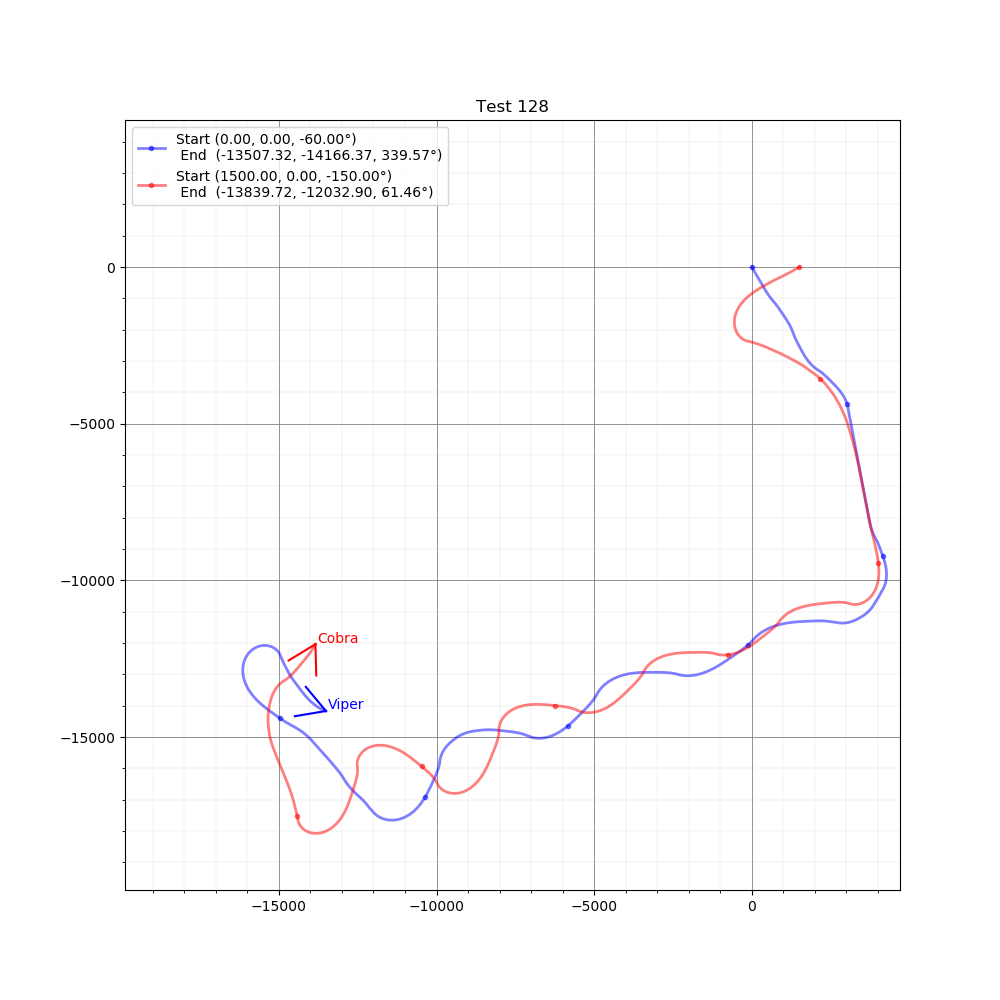 Test 128
Start (0.00, 0.00, -60.00°)
End (-13507.32, -14166.37, 339.57°)
Start (1500.00, 0.00, -150.00°)
End (-13839.72, -12032.90, 61.46°)
0
−5000
−10000
−15000
Cobra
Viper
−15000
−10000
−5000
0